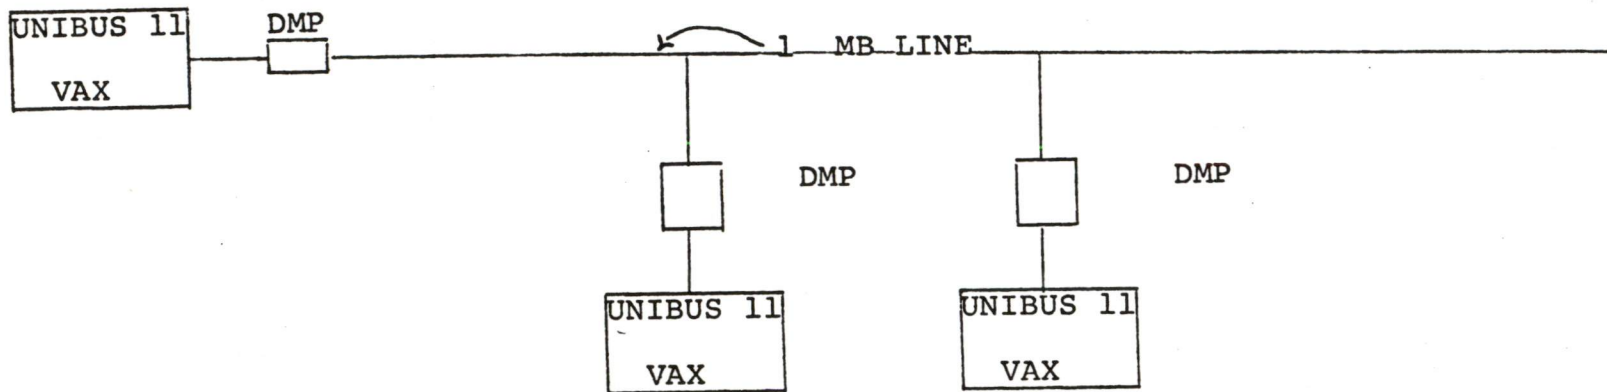 UNIBUS 11
VAX
DMP
1 MB LINE
DMP
DMP
UNIBUS 11
VAX
UNIBUS 11
VAX